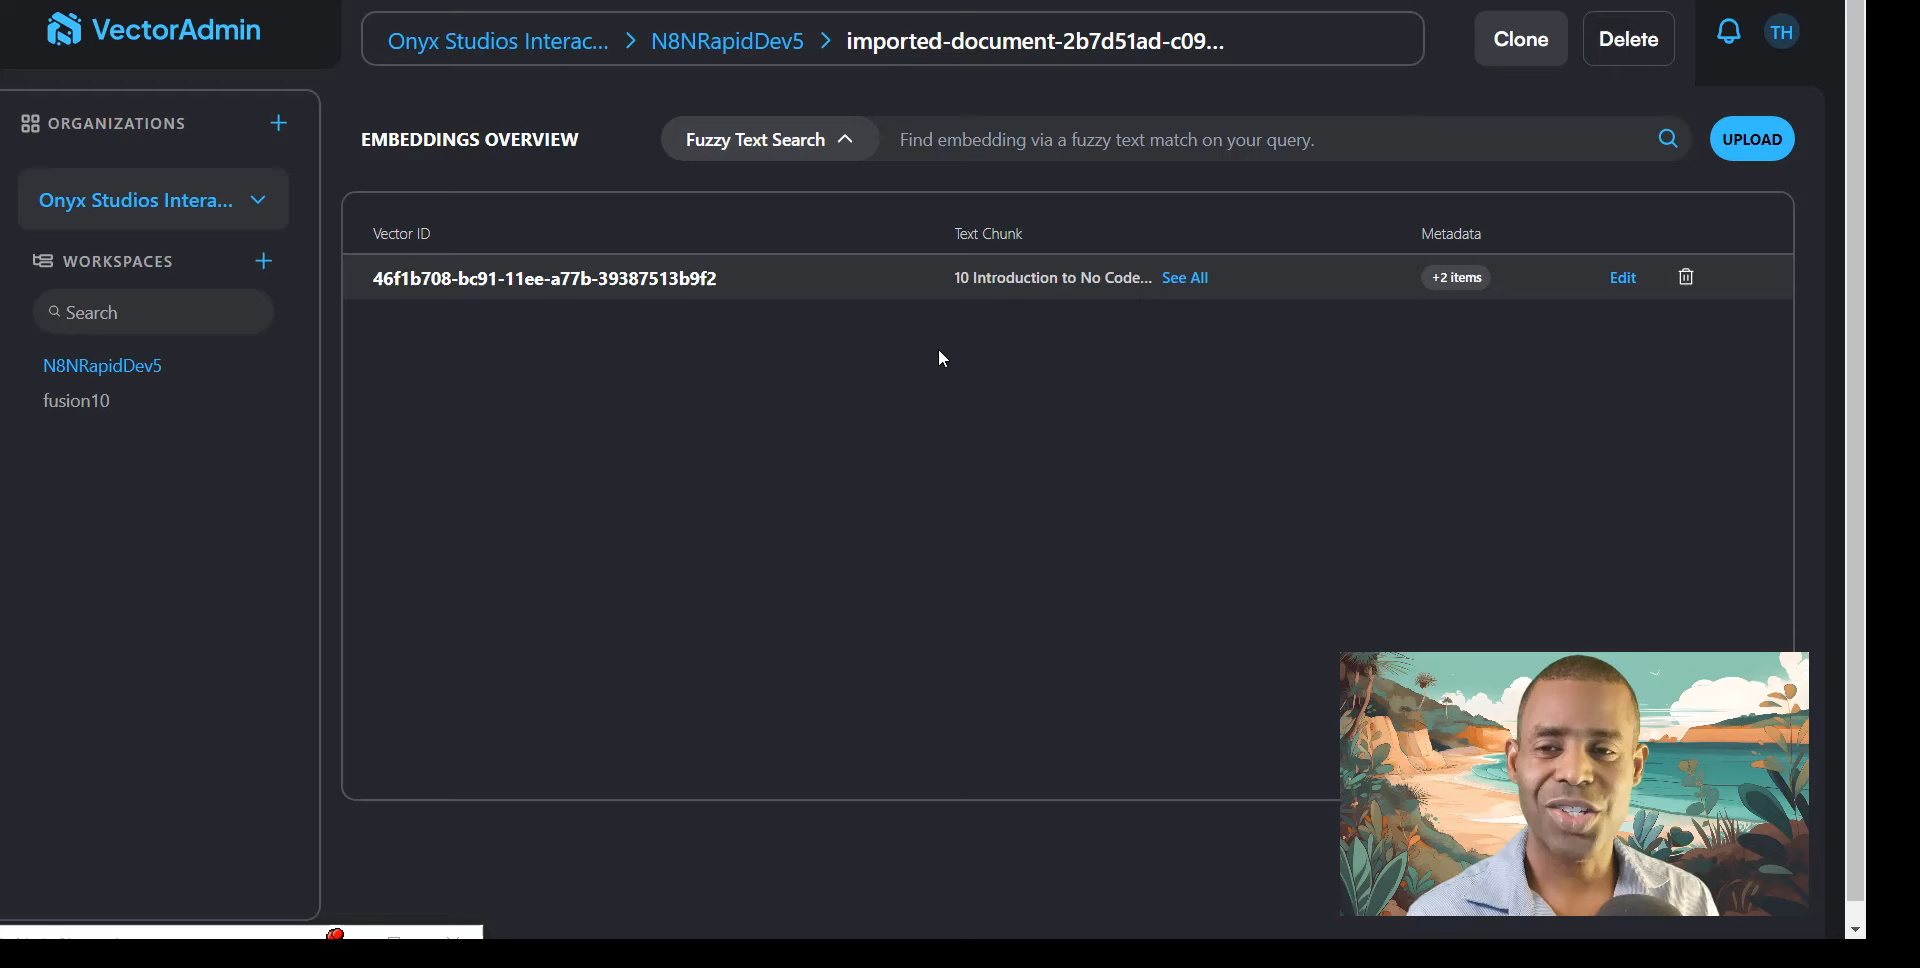 VectorAdmin
Onyx Studios Interac... > N8NRapidDev5 > imported-document-2b7d51ad-c09...
Clone
Delete
TH
ORGANIZATIONS
Onyx Studios Intera...
WORKSPACES
Search
N8NRapidDev5
fusion10
EMBEDDINGS OVERVIEW
Fuzzy Text Search
Find embedding via a fuzzy text match on your query.
UPLOAD
Vector ID Text Chunk Metadata
46f1b708-bc91-11ee-a77b-39387513b9f2 10 Introduction to No Code... See All +2 items Edit